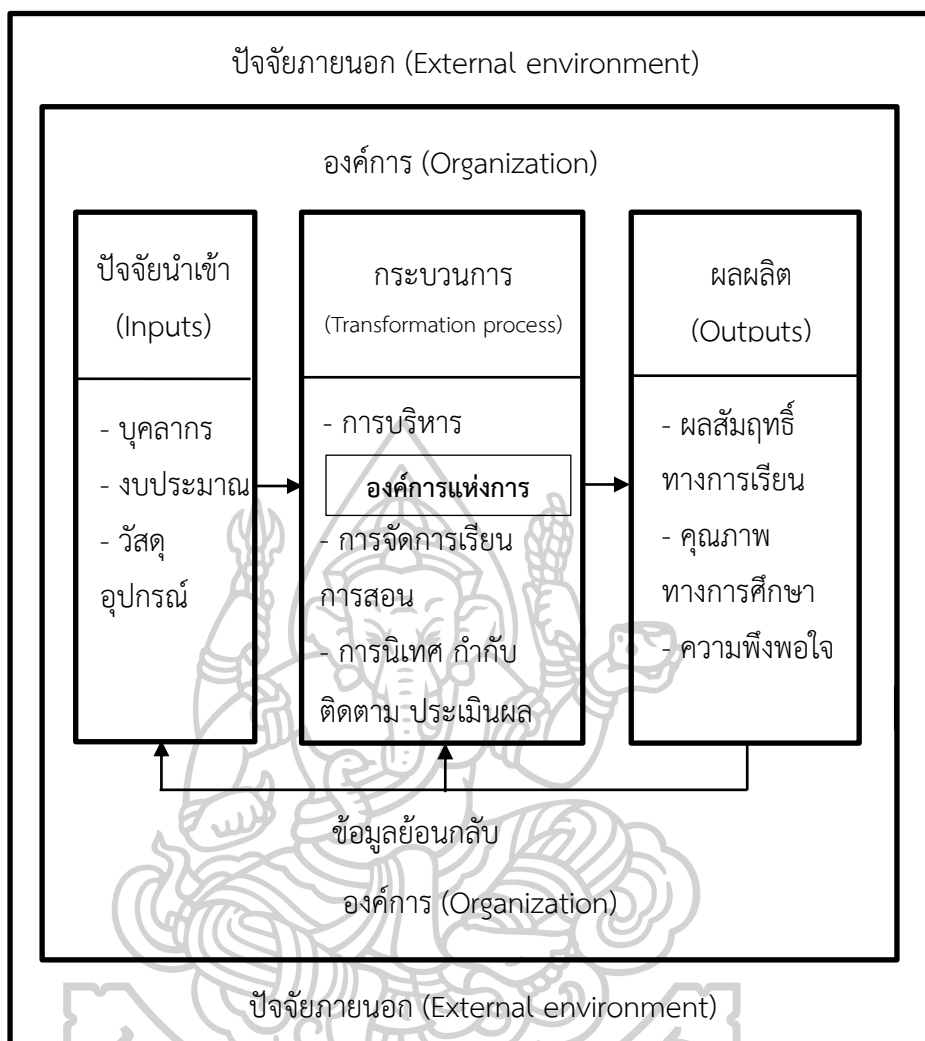 ปัจจัยภายนอก (External environment)
องค์การ (Organization)
ปัจจัยนำเข้า
(Inputs)
- บุคลากร
- งบประมาณ
- วัสดุ
อุปกรณ์
กระบวนการ
(Transformation process)
- การบริหาร
องค์การแห่งการ
- การจัดการเรียน
การสอน
- การนิเทศ กำกับ
ติดตาม ประเมินผล
ผลผลิต
(Outputs)
- ผลสัมฤทธิ์
ทางการเรียน
- คุณภาพ
ทางการศึกษา
- ความพึงพอใจ
ข้อมูลย้อนกลับ
องค์การ (Organization)
ปัจจัยภายนอก (External environment)